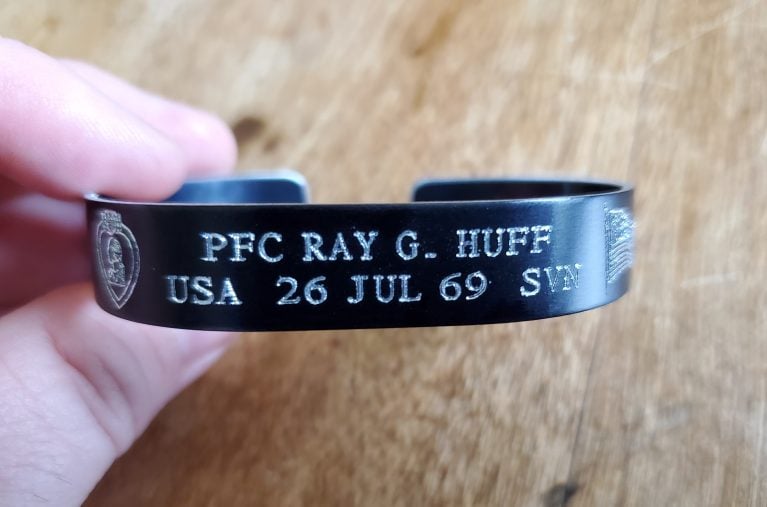 PFC RAY G. HUFF
USA 26 JUL 69 SVN